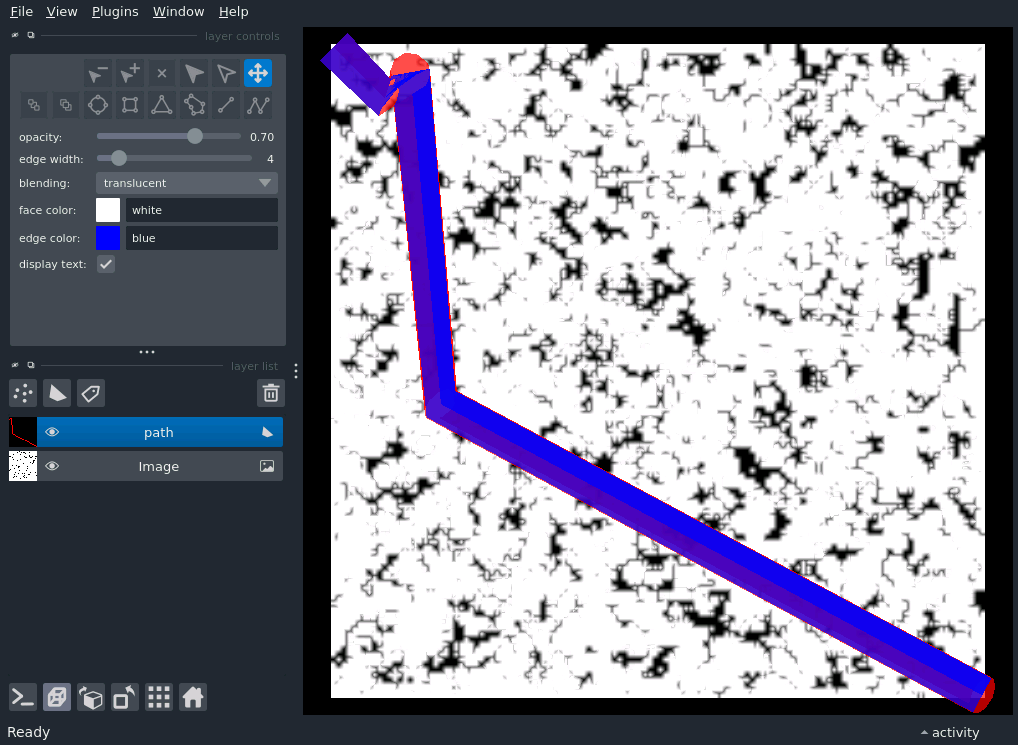 File View Plugins Window Help
layer controls
opacity: 0.70
edge width: 4
blending: translucent
face color: white
edge color: blue
display text:
layer list
path
Image
Ready activity